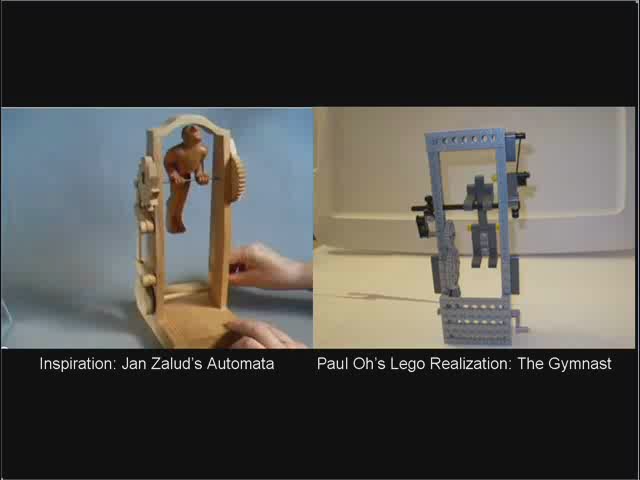 Inspiration: Jan Zalud's Automata
Paul Oh's Lego Realization: The Gymnast